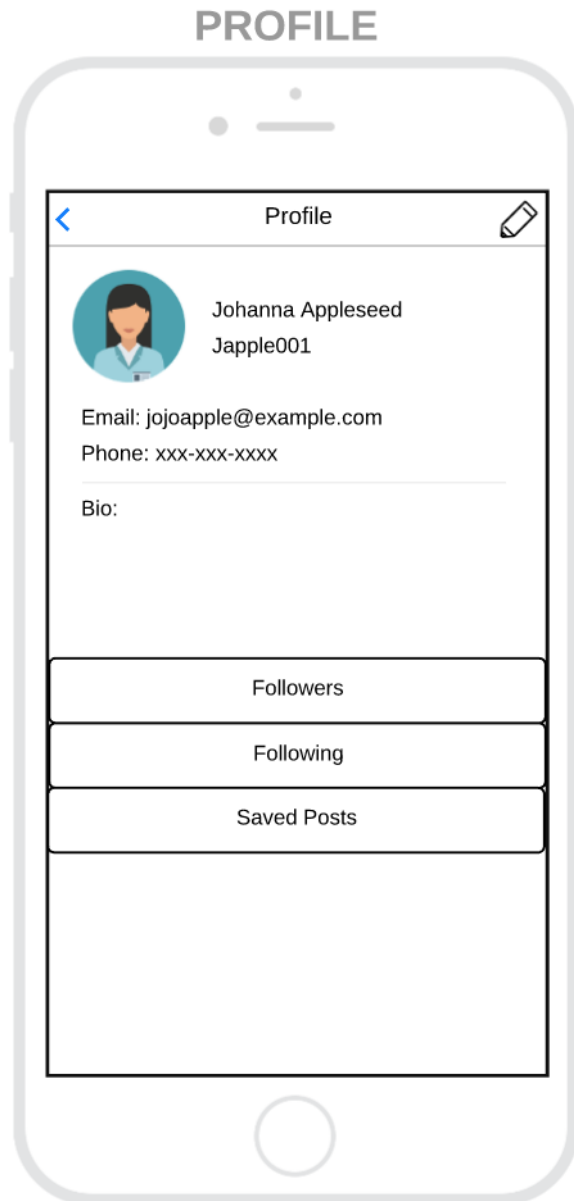 PROFILE
Profile
Johanna Appleseed
Japple001
Email: jojoapple@example.com
Phone: xxx-xxx-xxxx
Bio:
Followers
Following
Saved Posts